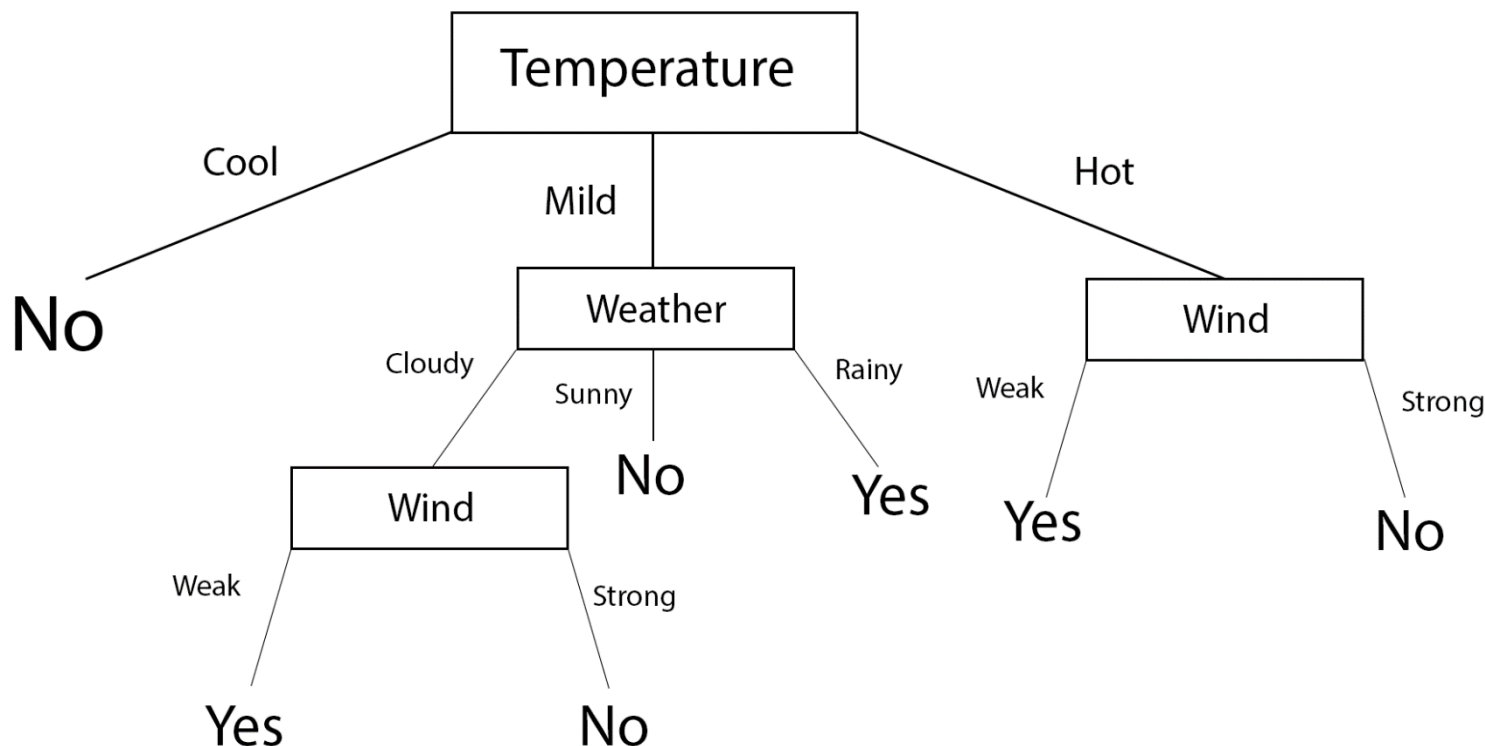 Temperature
Cool
Mild
Hot
No
Weather
Wind
Cloudy
Sunny
Rainy
Weak
Strong
Wind
No
Yes
Yes
No
Weak
Strong
Yes
No